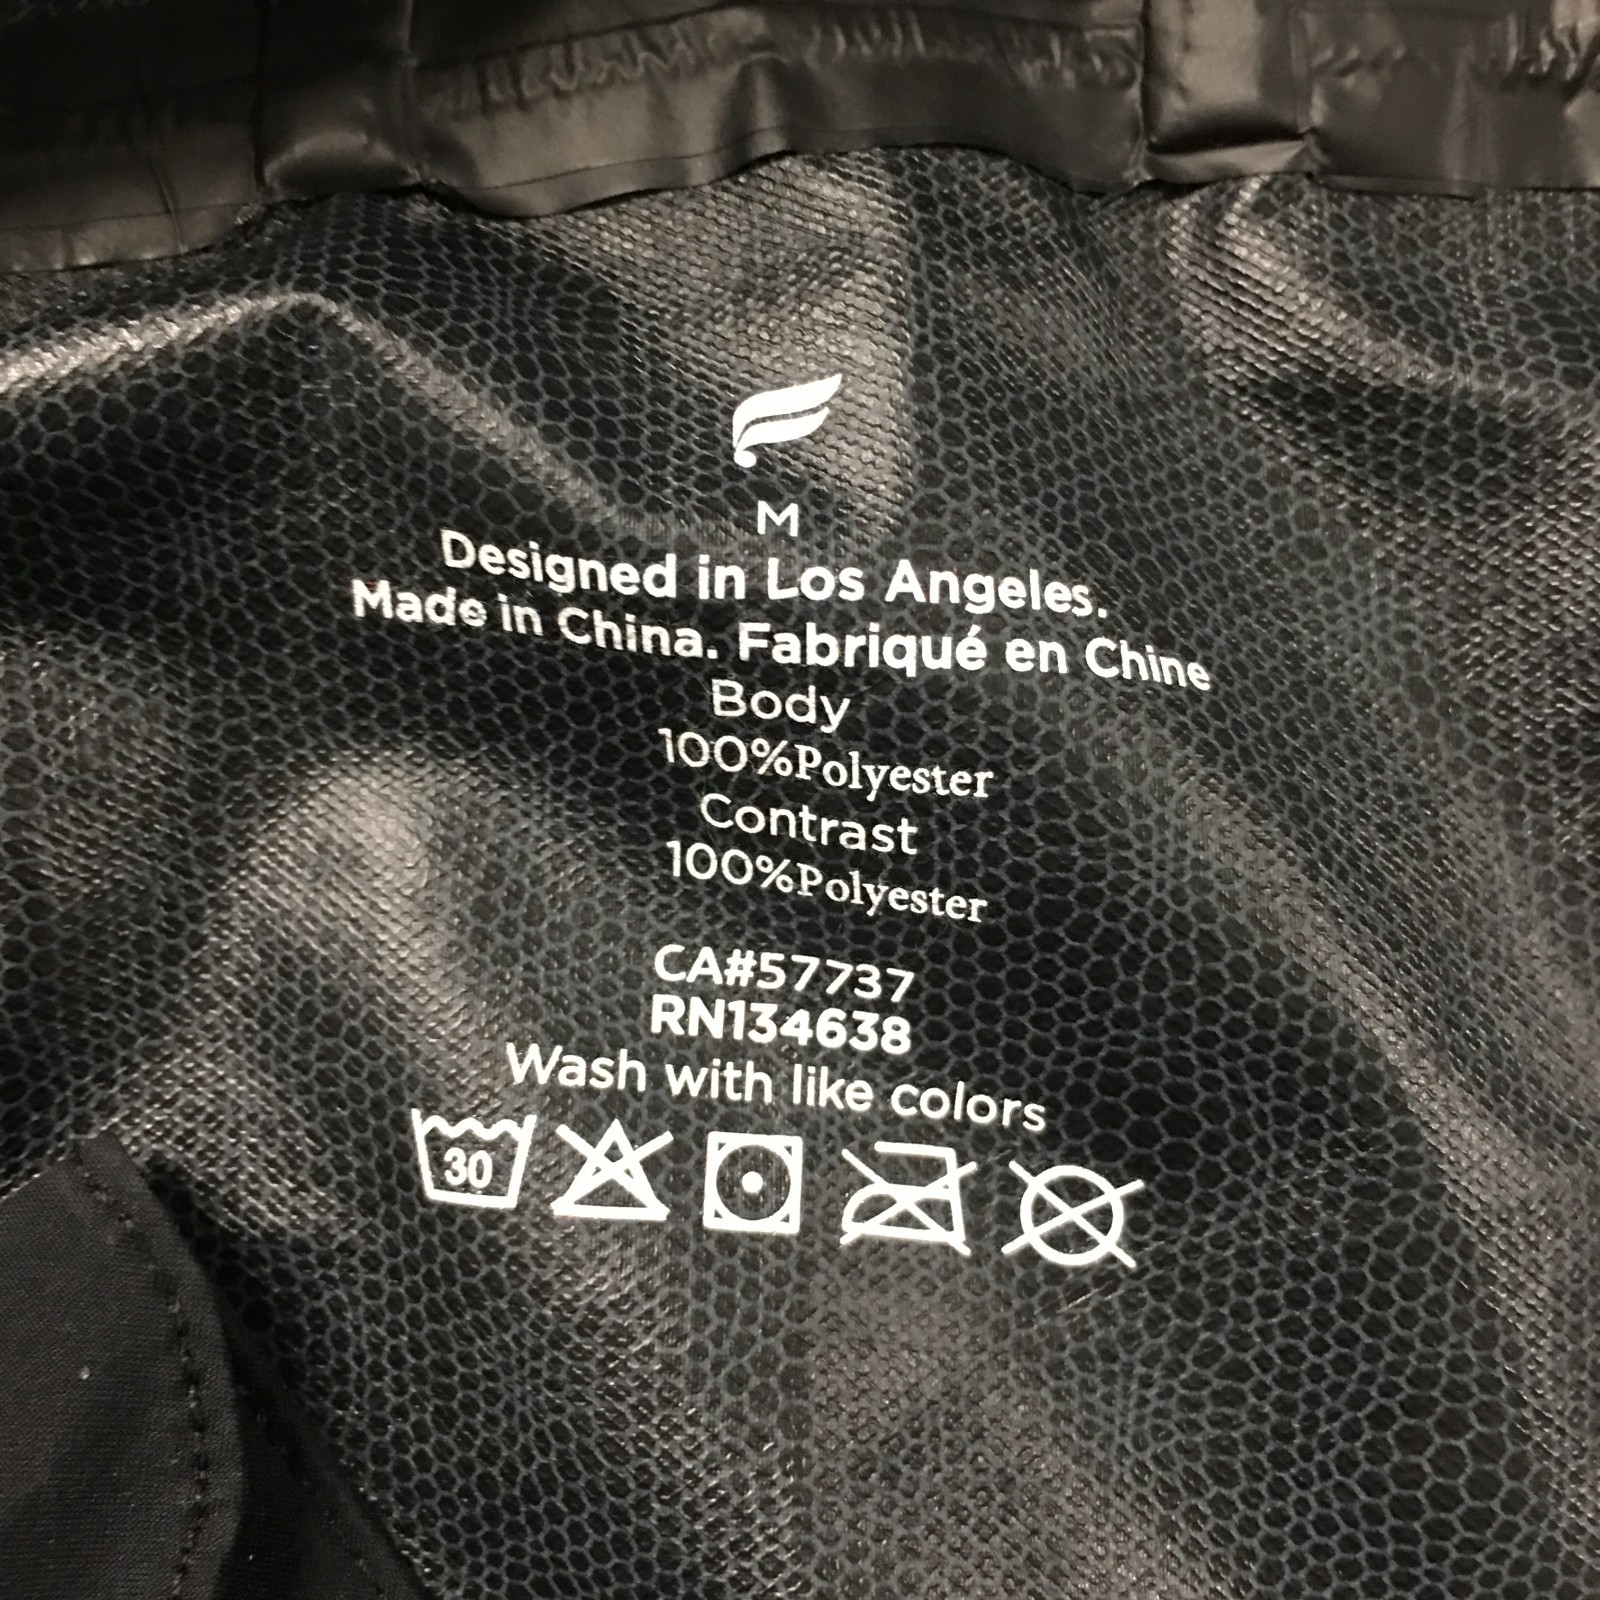 M
Designed in Los Angeles.
Made in China. Fabriqué en Chine
Body
100%Polyester
Contrast
100%Polyester
CA#57737
RN134638
Wash with like colors
30